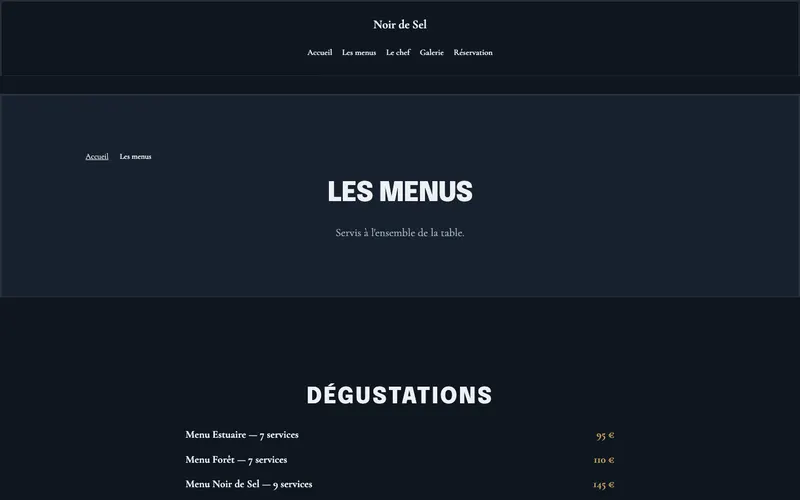 Noir de Sel
Accueil Les menus Le chef Galerie Réservation
Accueil Les menus
LES MENUS
Servis à l'ensemble de la table.
DÉGUSTATIONS
Menu Estuaire — 7 services 95 €
Menu Forêt — 7 services 110 €
Menu Noir de Sel — 9 services 145 €